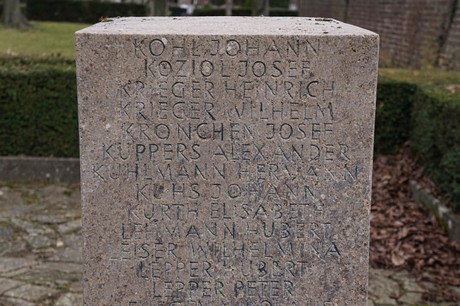 KOHL JOHANN
KOZIOL JOSEF
KRIEGER HEINRICH
KRIEGER WILHELM
KRONCHEN JOSEF
KÜPPERS ALEXANDER
KUHLMANN HERMANN
KUHS JOHANN
KURTH ELISABETH
LEHMANN HUBERT
LEISER WILHELMINA
LEPPER HUBERT
LEPPER PETER